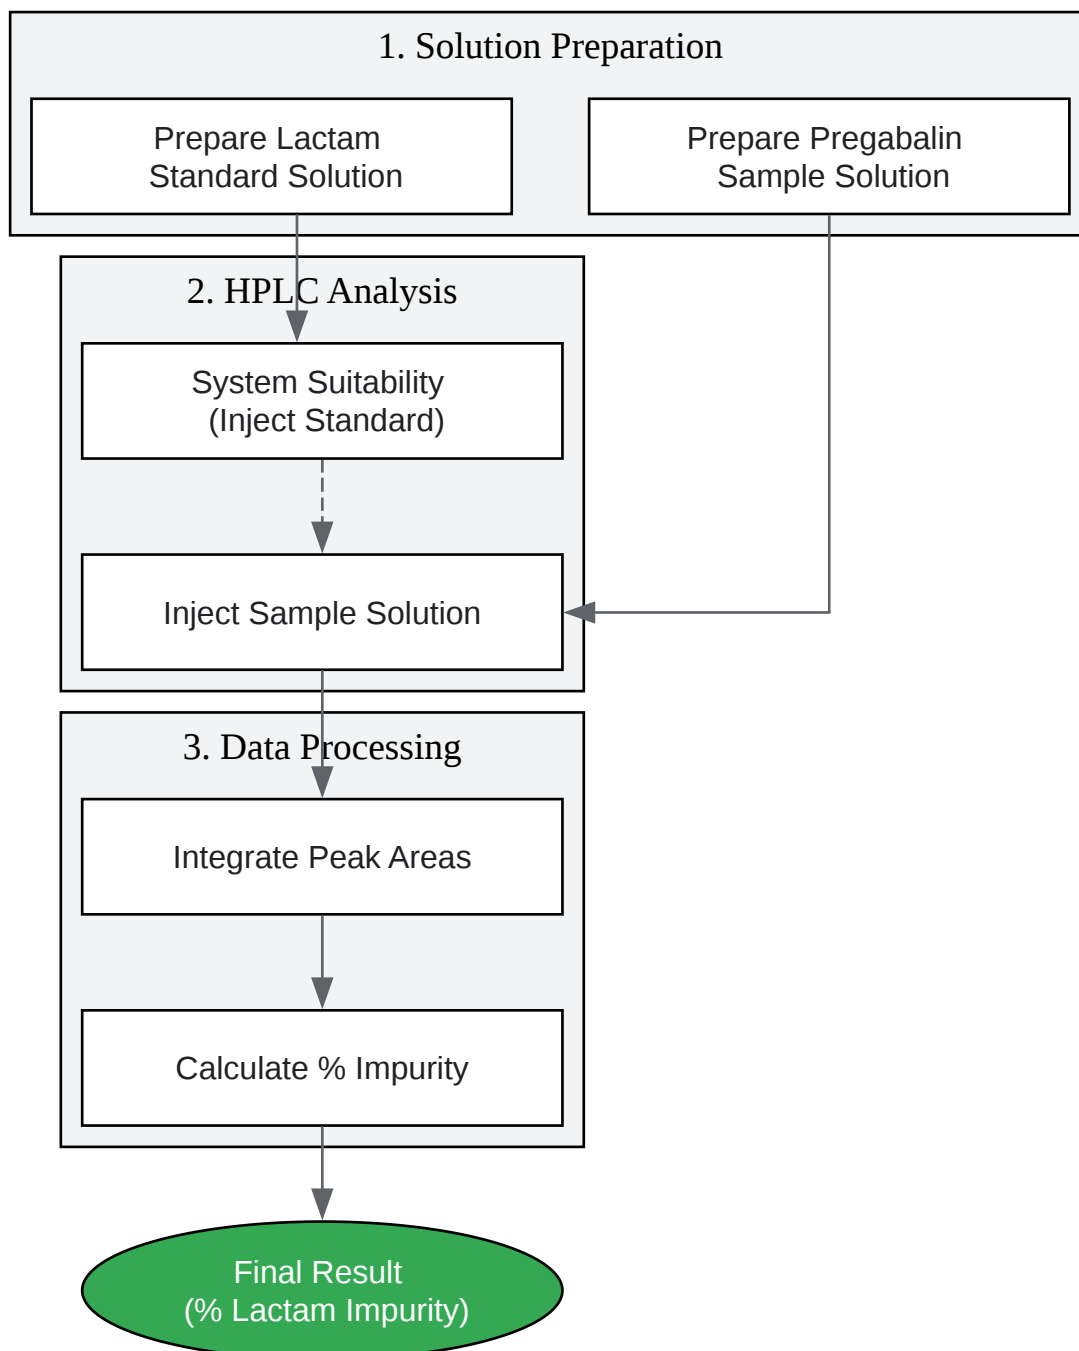 1. Solution Preparation
Prepare Lactam
Standard Solution
Prepare Pregabalin
Sample Solution
2. HPLC Analysis
System Suitability
(Inject Standard)
Inject Sample Solution
3. Data Processing
Integrate Peak Areas
Calculate % Impurity
Final Result
(% Lactam Impurity)